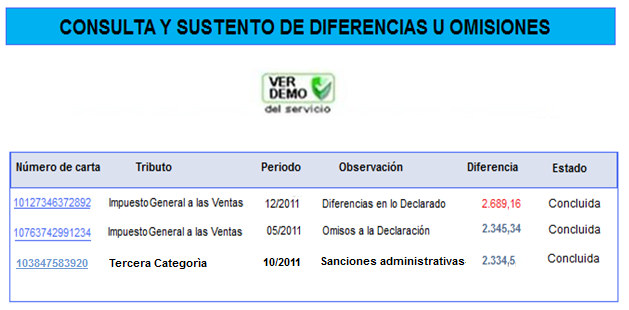 CONSULTA Y SUSTENTO DE DIFERENCIAS U OMISIONES
VER
DEMO
del servicio
Número de carta Tributo Periodo Observación Diferencia Estado
10127346372892 Impuesto General a las Ventas 12/2011 Diferencias en lo Declarado 2.689,16 Concluida
10763742991234 Impuesto General a las Ventas 05/2011 Omisos a la Declaración 2.345,34 Concluida
103847583920 Tercera Categorìa 10/2011 Sanciones administrativas 2.334,5 Concluida